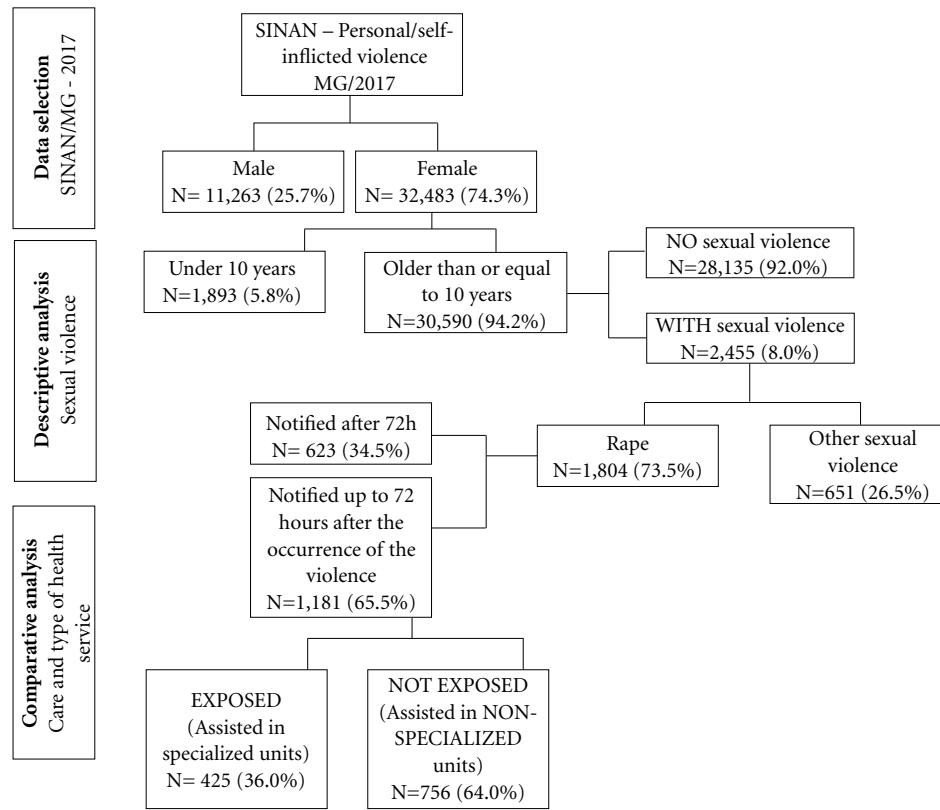 Data selection
SINAN/MG - 2017
SINAN – Personal/self-
inflicted violence
MG/2017
Male
N= 11,263 (25.7%)
Female
N= 32,483 (74.3%)
Descriptive analysis
Sexual violence
Under 10 years
N=1,893 (5.8%)
Older than or equal
to 10 years
N=30,590 (94.2%)
NO sexual violence
N=28,135 (92.0%)
WITH sexual violence
N=2,455 (8.0%)
Notified after 72h
N= 623 (34.5%)
Rape
N=1,804 (73.5%)
Other sexual
violence
N=651 (26.5%)
Comparative analysis
Care and type of health
service
Notified up to 72
hours after the
occurrence of the
violence
N=1,181 (65.5%)
EXPOSED
(Assisted in
specialized units)
N= 425 (36.0%)
NOT EXPOSED
(Assisted in NON-
SPECIALIZED
units)
N=756 (64.0%)